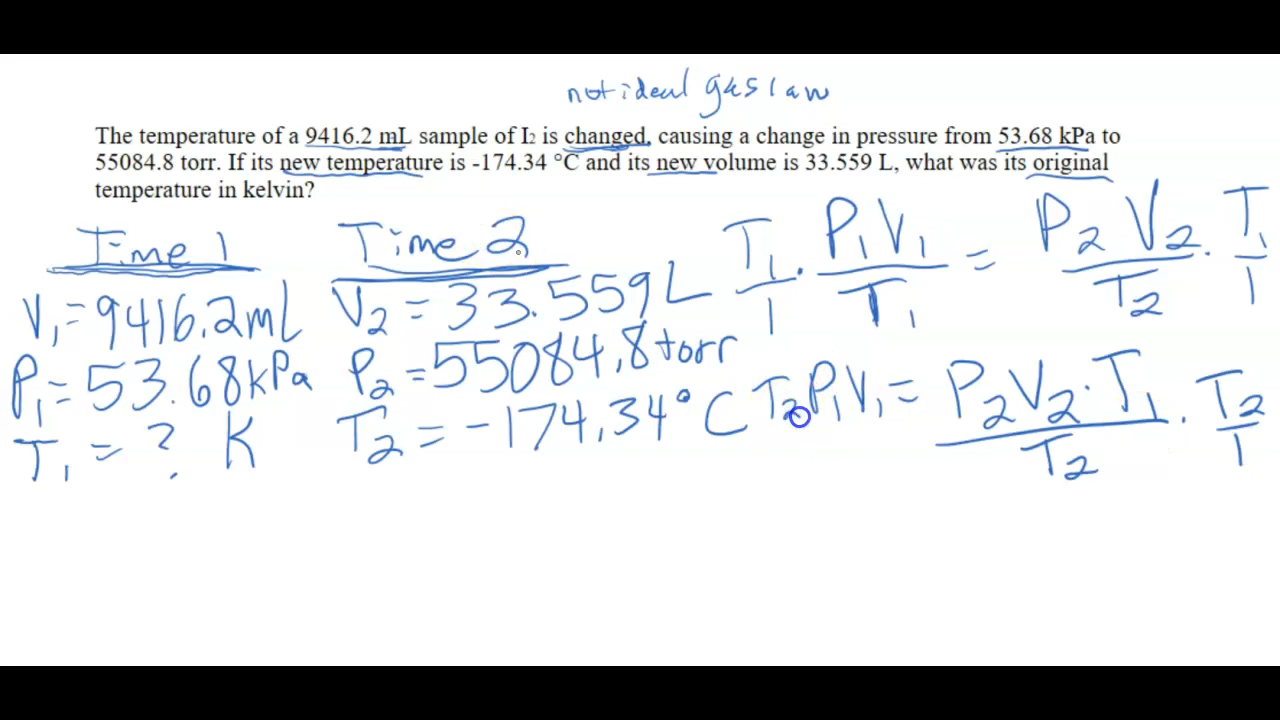 not ideal gas law
The temperature of a 9416.2 mL sample of I₂ is changed, causing a change in pressure from 53.68 kPa to
55084.8 torr. If its new temperature is -174.34 °C and its new volume is 33.559 L, what was its original
temperature in kelvin?
Time 1
V₁ = 9416.2 mL
P₁ = 53.68 kPa
T₁ = ? K
Time 2
V₂ = 33.559 L
P₂ = 55084.8 torr
T₂ = -174.34 °C
T₁/1 · P₁V₁/T₁ = P₂V₂/T₂ · T₁/1
T₂P₁V₁ = P₂V₂·T₁/T₂ · T₂/1